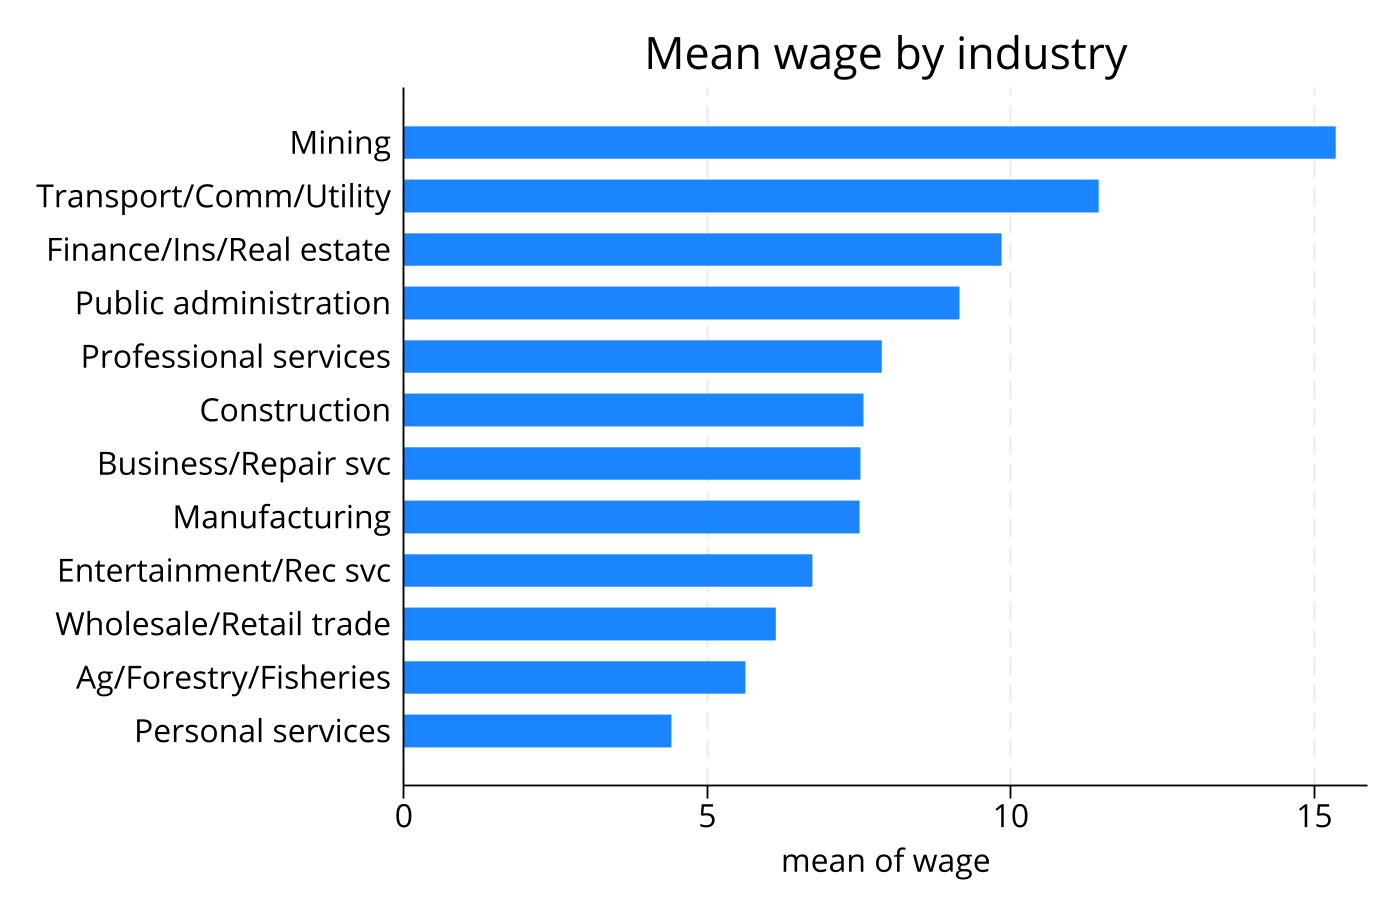 Mean wage by industry
Mining
Transport/Comm/Utility
Finance/Ins/Real estate
Public administration
Professional services
Construction
Business/Repair svc
Manufacturing
Entertainment/Rec svc
Wholesale/Retail trade
Ag/Forestry/Fisheries
Personal services
0 5 10 15
mean of wage